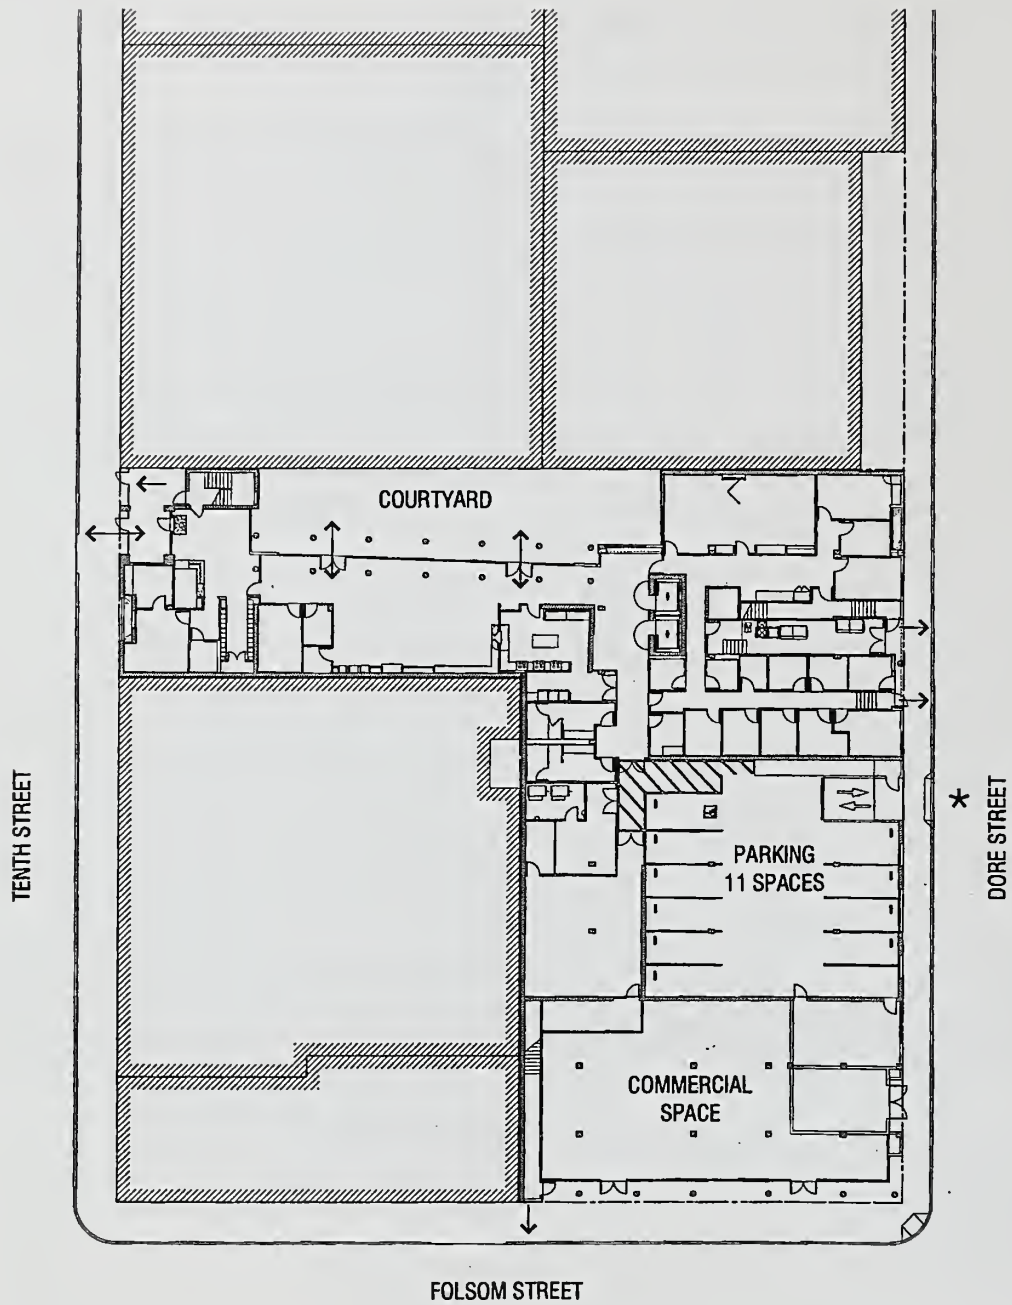 COURTYARD
TENTH STREET
PARKING
11 SPACES
*
DORE STREET
COMMERCIAL
SPACE
FOLSOM STREET